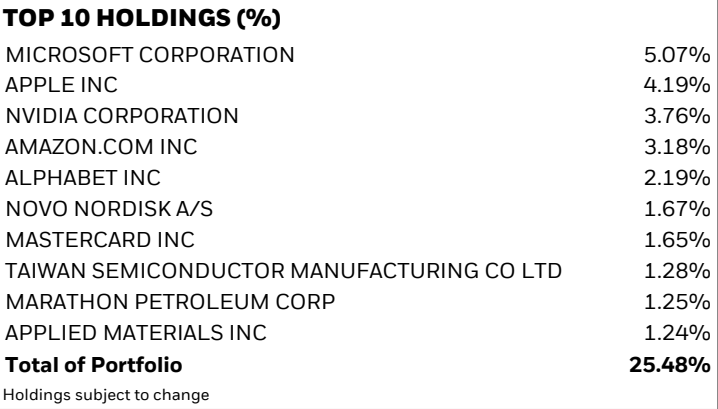 TOP 10 HOLDINGS (%)
MICROSOFT CORPORATION 5.07%
APPLE INC 4.19%
NVIDIA CORPORATION 3.76%
AMAZON.COM INC 3.18%
ALPHABET INC 2.19%
NOVO NORDISK A/S 1.67%
MASTERCARD INC 1.65%
TAIWAN SEMICONDUCTOR MANUFACTURING CO LTD 1.28%
MARATHON PETROLEUM CORP 1.25%
APPLIED MATERIALS INC 1.24%
Total of Portfolio 25.48%
Holdings subject to change